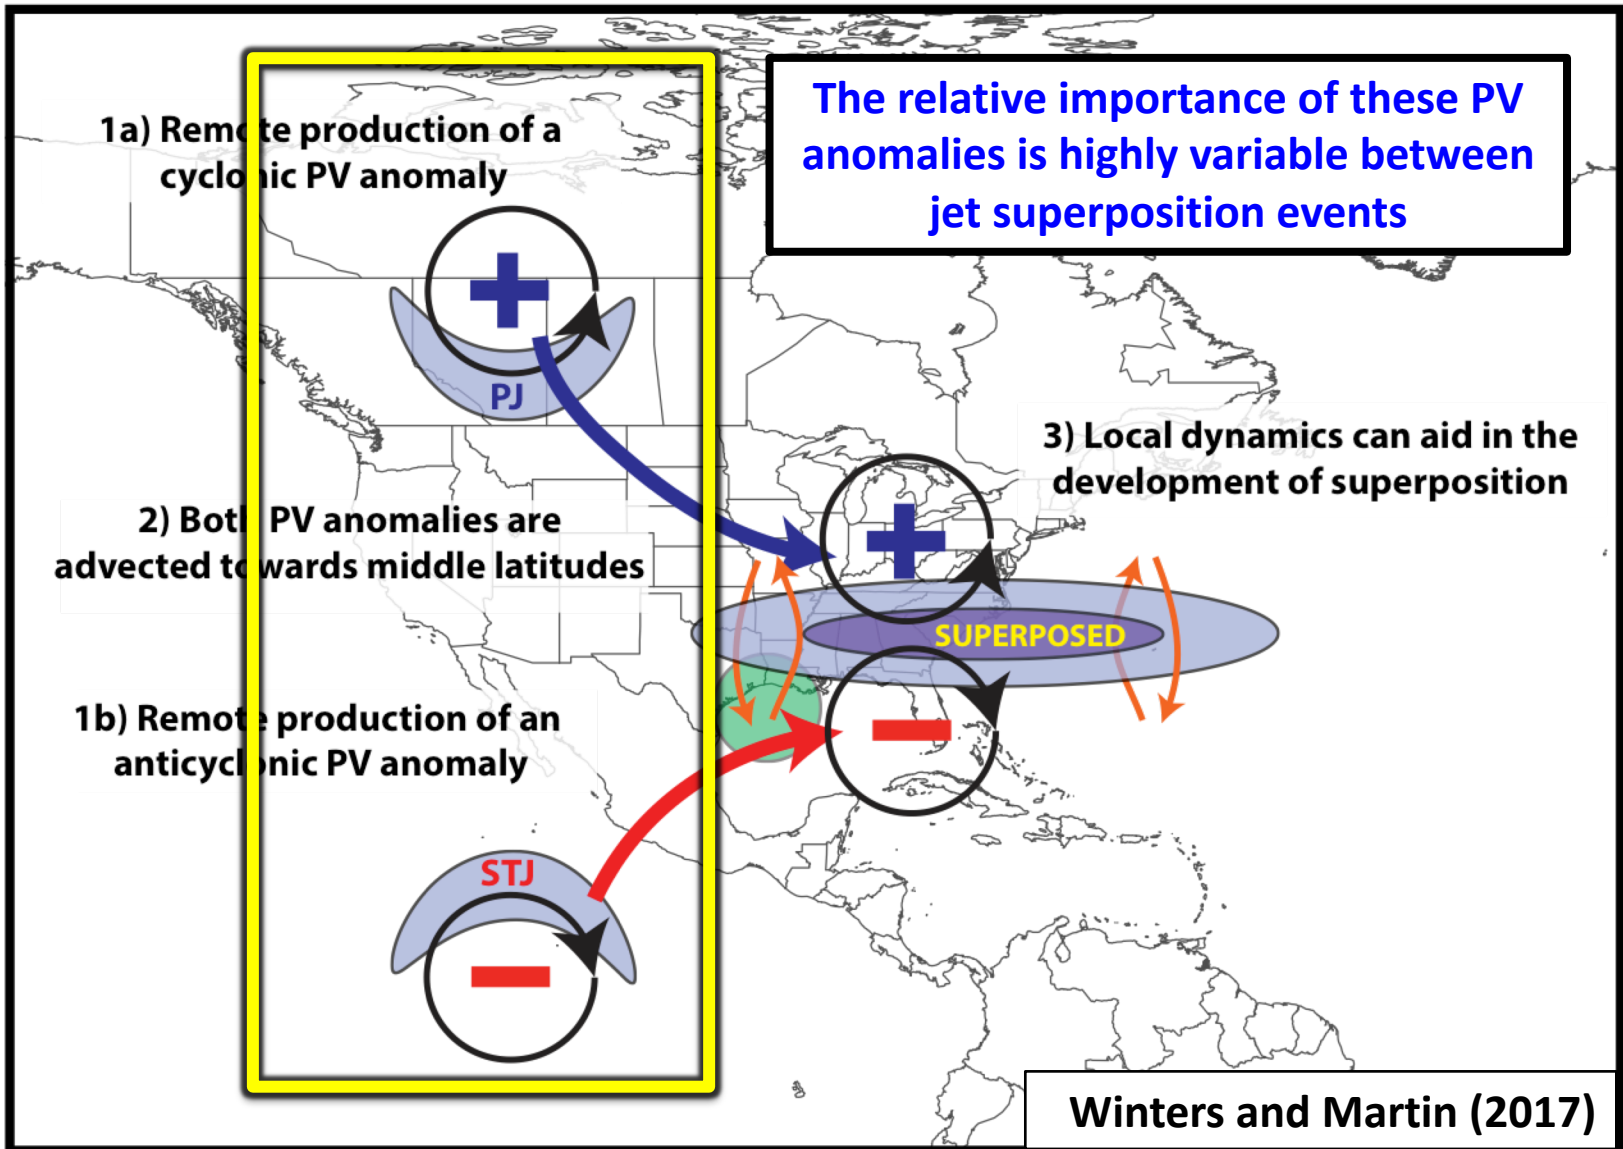 The relative importance of these PV
anomalies is highly variable between
jet superposition events
1a) Remote production of a
cyclonic PV anomaly
PJ
3) Local dynamics can aid in the
development of superposition
2) Both PV anomalies are
advected towards middle latitudes
SUPERPOSED
1b) Remote production of an
anticyclonic PV anomaly
STJ
Winters and Martin (2017)